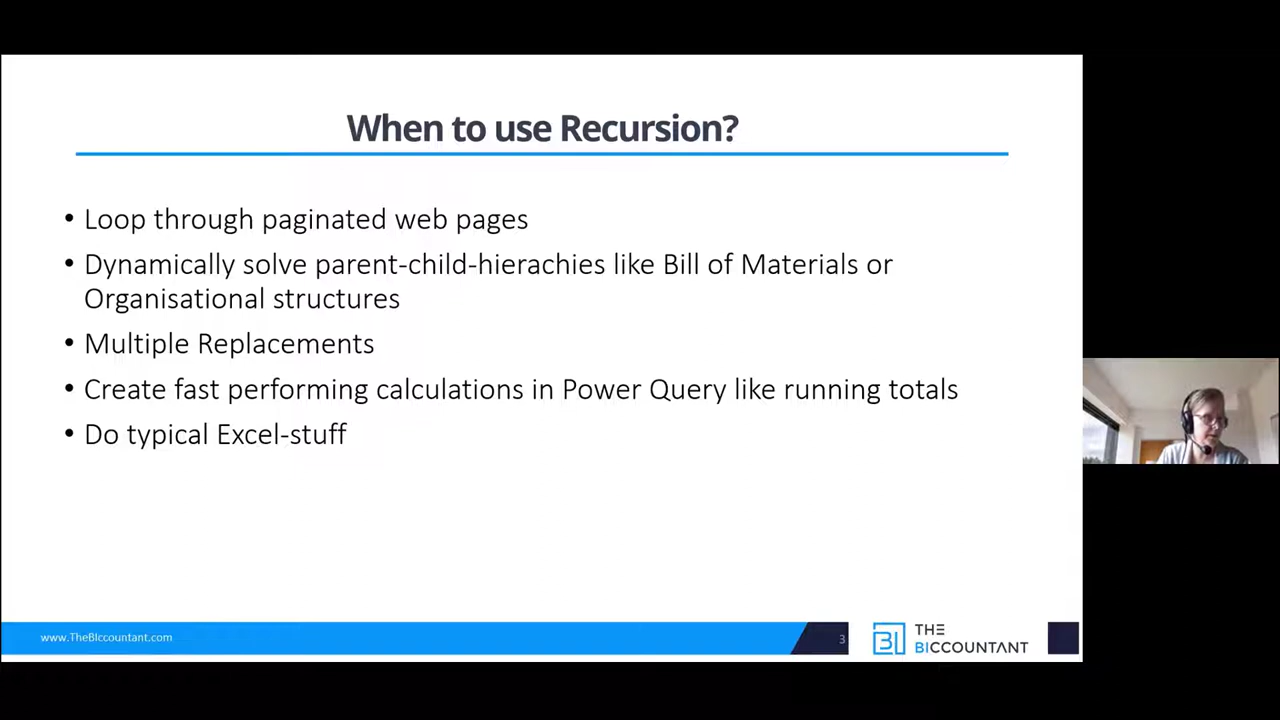 When to use Recursion?
• Loop through paginated web pages
• Dynamically solve parent-child-hierachies like Bill of Materials or
Organisational structures
• Multiple Replacements
• Create fast performing calculations in Power Query like running totals
• Do typical Excel-stuff
www.TheBIccountant.com
3
BI
THE
BICCOUNTANT